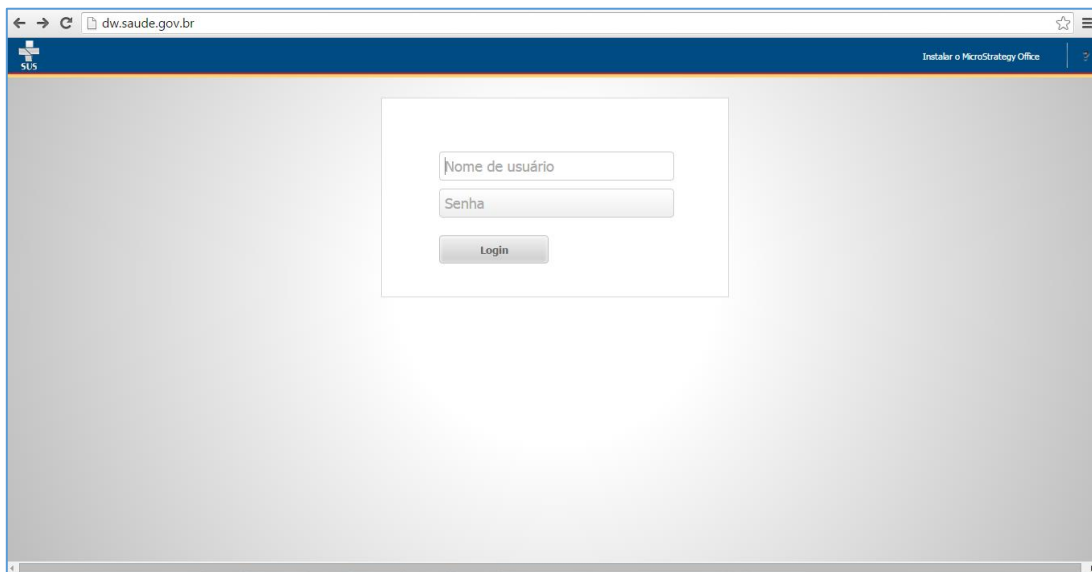 dw.saude.gov.br
SUS
Instalar o MicroStrategy Office
?
Nome de usuário
Senha
Login